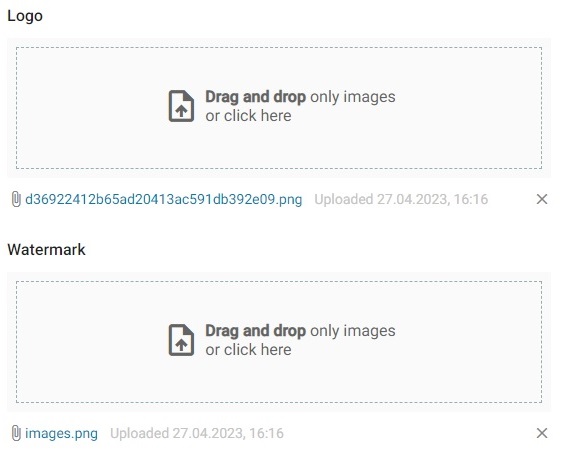 Logo
Drag and drop only images
or click here
d36922412b65ad20413ac591db392e09.png Uploaded 27.04.2023, 16:16
Watermark
Drag and drop only images
or click here
images.png Uploaded 27.04.2023, 16:16